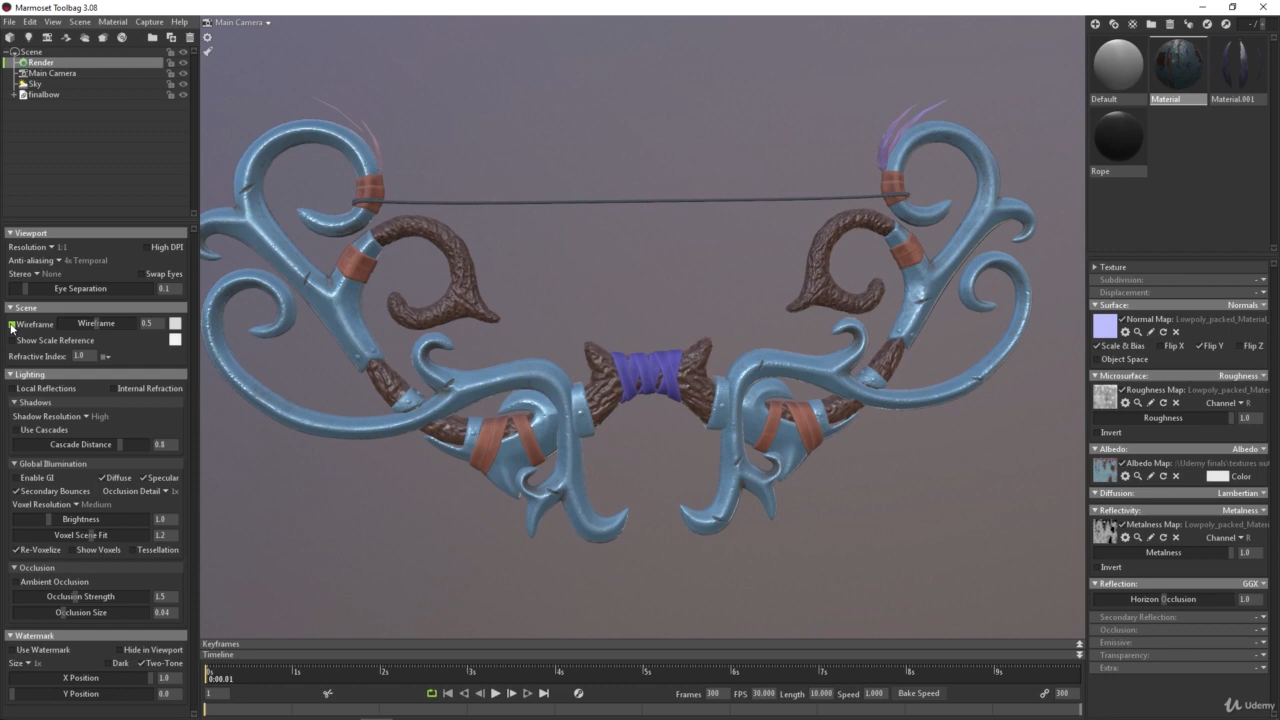 Marmoset Toolbag 3.08
File Edit View Scene Material Capture Help
Main Camera
Scene
Render
Main Camera
Sky
finalbow
Viewport
Resolution 1:1 High DPI
Anti-aliasing 4x Temporal
Stereo None Swap Eyes
Eye Separation 0.1
Scene
Wireframe Wireframe 0.5
Show Scale Reference
Refractive Index: 1.0
Lighting
Local Reflections Internal Refraction
Shadows
Shadow Resolution High
Use Cascades
Cascade Distance 0.8
Global Illumination
Enable GI Diffuse Specular
Secondary Bounces Occlusion Detail 1x
Voxel Resolution Medium
Brightness 1.0
Voxel Scene Fit 1.2
Re-Voxelize Show Voxels Tessellation
Occlusion
Ambient Occlusion
Occlusion Strength 1.5
Occlusion Size 0.04
Watermark
Use Watermark Hide in Viewport
Size 1x Dark Two-Tone
X Position 1.0
Y Position 0.0
Keyframes
Timeline
0s 1s 2s 3s 4s 5s 6s 7s 8s 9s
0:00.01
1 Frames 300 FPS 30.000 Length 10.000 Speed 1.000 Bake Speed 300
- /
Default Material Material.001
Rope
Texture
Subdivision: -
Displacement: -
Surface: Normals
Normal Map: Lowpoly_packed_Material_
Scale & Bias Flip X Flip Y Flip Z
Object Space
Microsurface: Roughness
Roughness Map: Lowpoly_packed_Mate
Channel R
Roughness 1.0
Invert
Albedo: Albedo
Albedo Map: :\Udemy finals\textures ou
Color
Diffusion: Lambertian
Reflectivity: Metalness
Metalness Map: Lowpoly_packed_Mater
Channel R
Metalness 1.0
Invert
Reflection: GGX
Horizon Occlusion 1.0
Secondary Reflection: -
Occlusion: -
Emissive: -
Transparency: -
Extra: -
Udemy